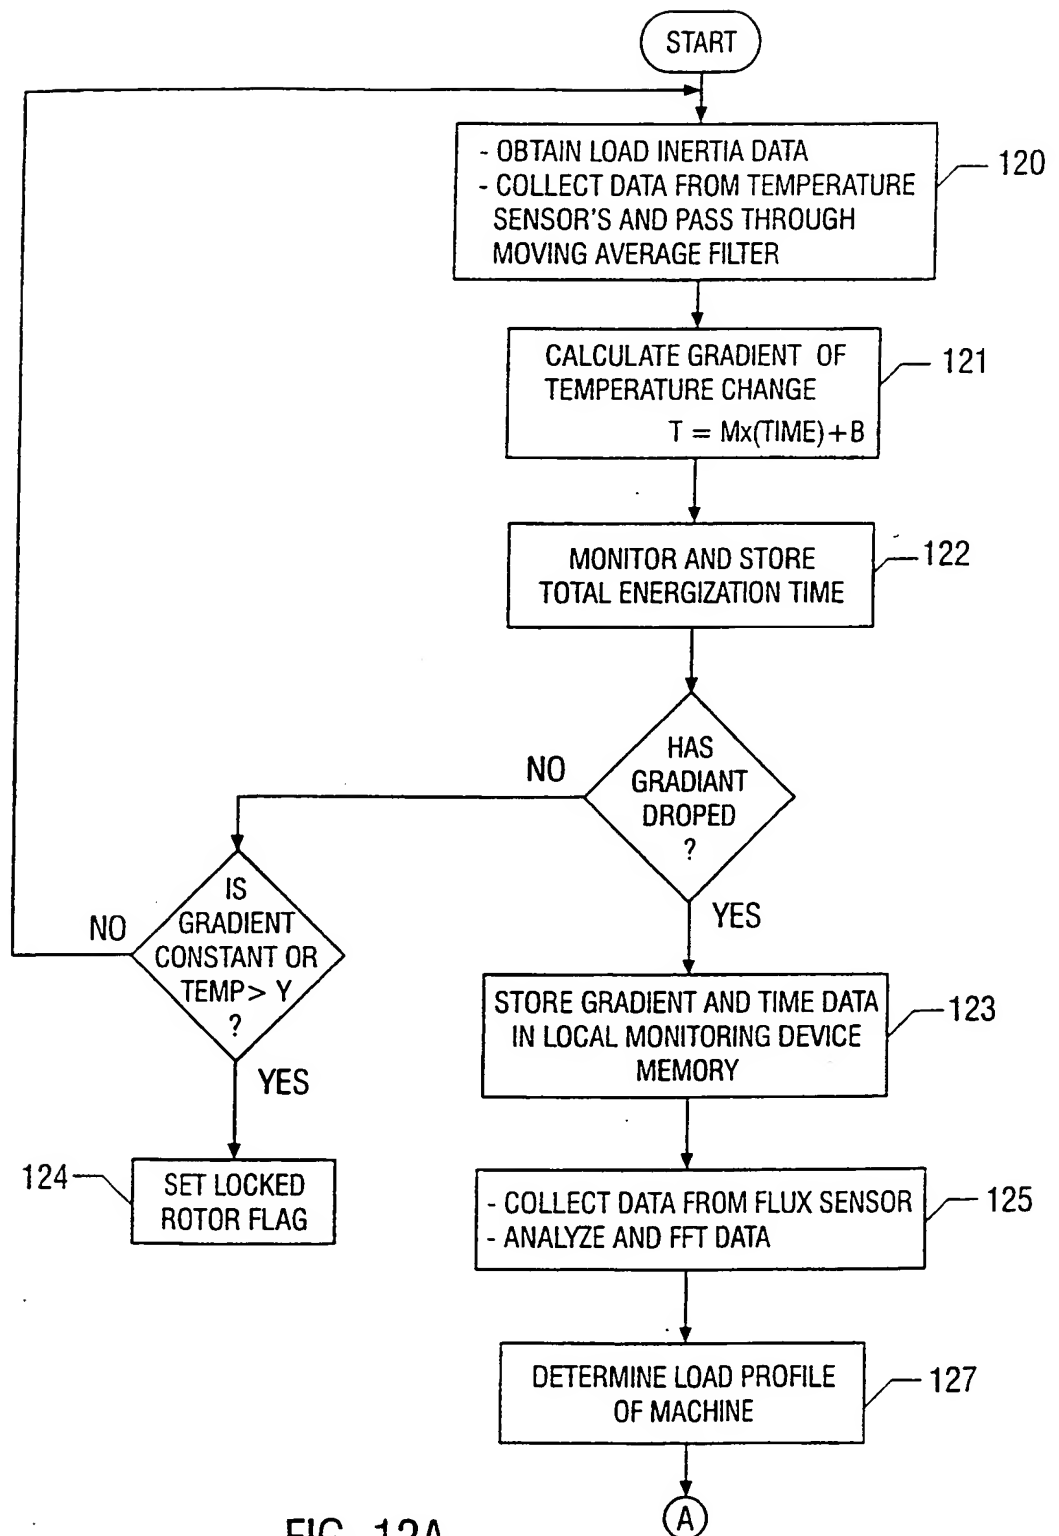 START
- OBTAIN LOAD INERTIA DATA
- COLLECT DATA FROM TEMPERATURE
SENSOR'S AND PASS THROUGH
MOVING AVERAGE FILTER
120
CALCULATE GRADIENT OF
TEMPERATURE CHANGE
T = Mx(TIME)+B
121
MONITOR AND STORE
TOTAL ENERGIZATION TIME
122
HAS
GRADIANT
DROPED
?
NO
YES
IS
GRADIENT
CONSTANT OR
TEMP> Y
?
NO
YES
124
SET LOCKED
ROTOR FLAG
STORE GRADIENT AND TIME DATA
IN LOCAL MONITORING DEVICE
MEMORY
123
- COLLECT DATA FROM FLUX SENSOR
- ANALYZE AND FFT DATA
125
DETERMINE LOAD PROFILE
OF MACHINE
127
A
FIG. 12A